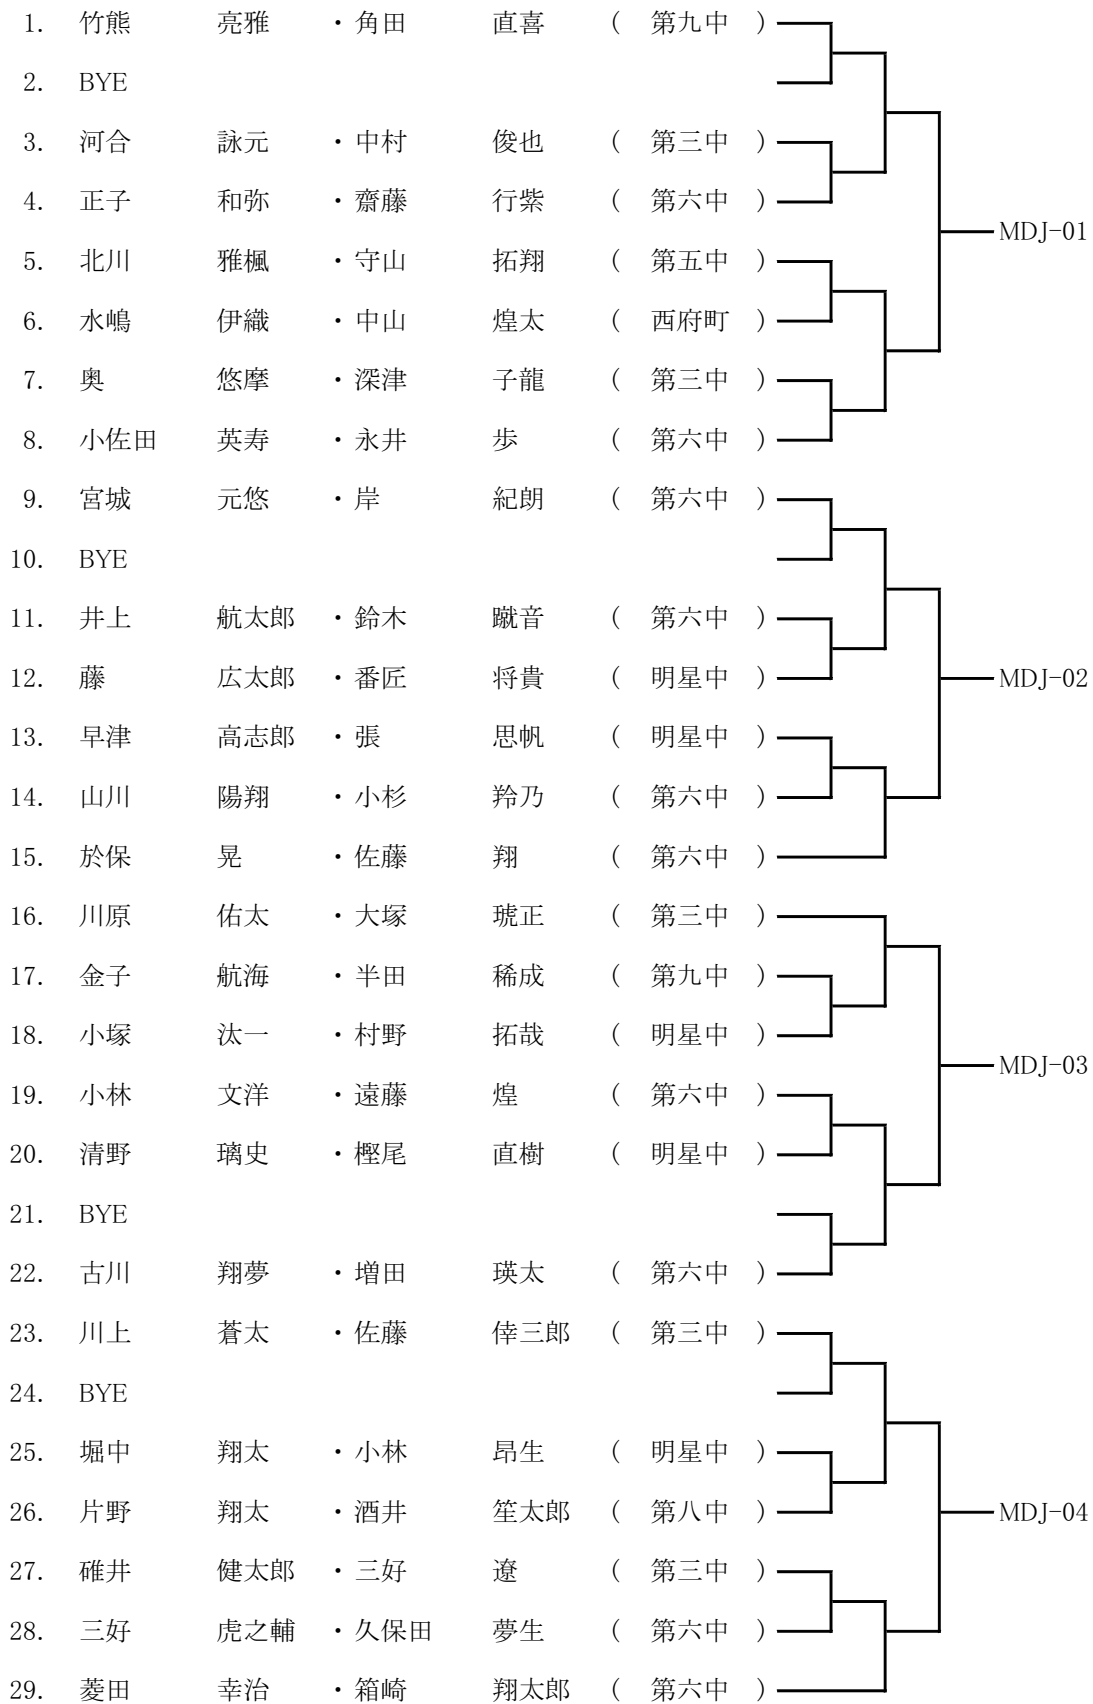 1. 竹熊 亮雅 ・角田 直喜 ( 第九中 )
2. BYE
3. 河合 詠元 ・中村 俊也 ( 第三中 )
4. 正子 和弥 ・齋藤 行紫 ( 第六中 )
MDJ-01
5. 北川 雅楓 ・守山 拓翔 ( 第五中 )
6. 水嶋 伊織 ・中山 煌太 ( 西府町 )
7. 奥 悠摩 ・深津 子龍 ( 第三中 )
8. 小佐田 英寿 ・永井 歩 ( 第六中 )
9. 宮城 元悠 ・岸 紀朗 ( 第六中 )
10. BYE
11. 井上 航太郎 ・鈴木 蹴音 ( 第六中 )
12. 藤 広太郎 ・番匠 将貴 ( 明星中 ) MDJ-02
13. 早津 高志郎 ・張 思帆 ( 明星中 )
14. 山川 陽翔 ・小杉 羚乃 ( 第六中 )
15. 於保 晃 ・佐藤 翔 ( 第六中 )
16. 川原 佑太 ・大塚 琥正 ( 第三中 )
17. 金子 航海 ・半田 稀成 ( 第九中 )
18. 小塚 汰一 ・村野 拓哉 ( 明星中 )
MDJ-03
19. 小林 文洋 ・遠藤 煌 ( 第六中 )
20. 清野 璃史 ・樫尾 直樹 ( 明星中 )
21. BYE
22. 古川 翔夢 ・増田 瑛太 ( 第六中 )
23. 川上 蒼太 ・佐藤 倖三郎 ( 第三中 )
24. BYE
25. 堀中 翔太 ・小林 昂生 ( 明星中 )
26. 片野 翔太 ・酒井 笙太郎 ( 第八中 ) MDJ-04
27. 碓井 健太郎 ・三好 遼 ( 第三中 )
28. 三好 虎之輔 ・久保田 夢生 ( 第六中 )
29. 菱田 幸治 ・箱崎 翔太郎 ( 第六中 )